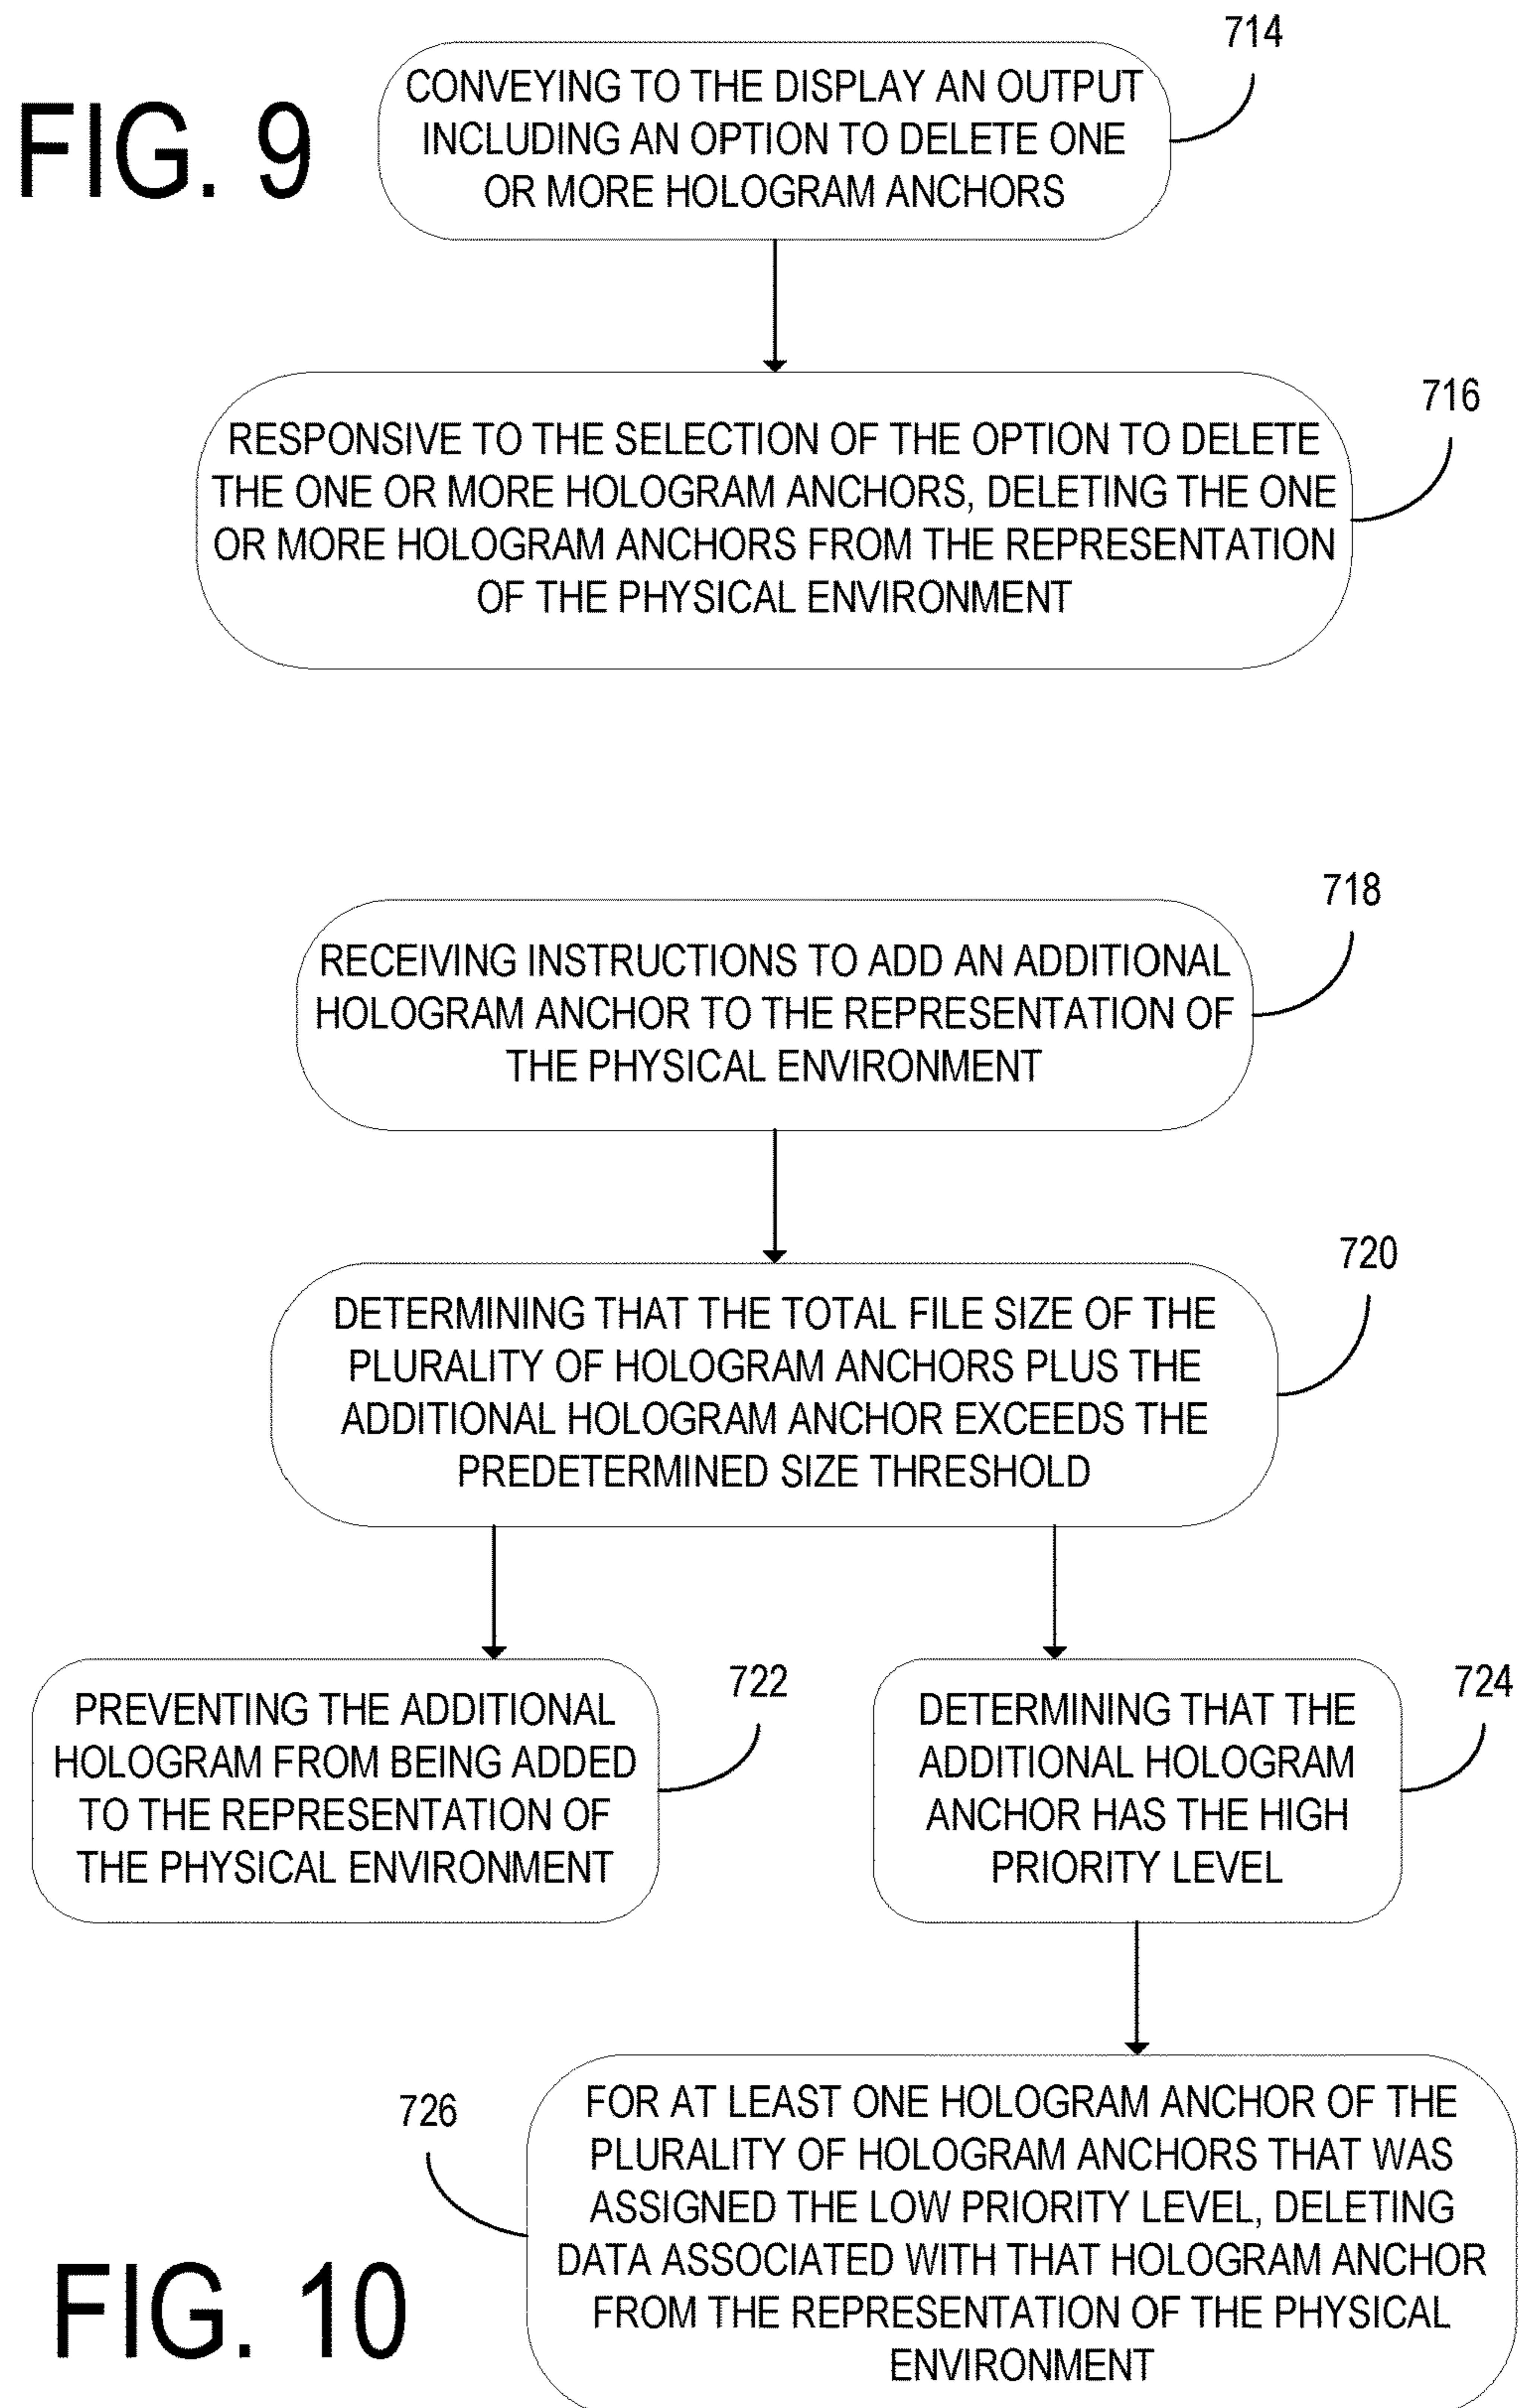 FIG. 9
714
CONVEYING TO THE DISPLAY AN OUTPUT
INCLUDING AN OPTION TO DELETE ONE
OR MORE HOLOGRAM ANCHORS
716
RESPONSIVE TO THE SELECTION OF THE OPTION TO DELETE
THE ONE OR MORE HOLOGRAM ANCHORS, DELETING THE ONE
OR MORE HOLOGRAM ANCHORS FROM THE REPRESENTATION
OF THE PHYSICAL ENVIRONMENT
718
RECEIVING INSTRUCTIONS TO ADD AN ADDITIONAL
HOLOGRAM ANCHOR TO THE REPRESENTATION OF
THE PHYSICAL ENVIRONMENT
720
DETERMINING THAT THE TOTAL FILE SIZE OF THE
PLURALITY OF HOLOGRAM ANCHORS PLUS THE
ADDITIONAL HOLOGRAM ANCHOR EXCEEDS THE
PREDETERMINED SIZE THRESHOLD
722
PREVENTING THE ADDITIONAL
HOLOGRAM FROM BEING ADDED
TO THE REPRESENTATION OF
THE PHYSICAL ENVIRONMENT
724
DETERMINING THAT THE
ADDITIONAL HOLOGRAM
ANCHOR HAS THE HIGH
PRIORITY LEVEL
726
FOR AT LEAST ONE HOLOGRAM ANCHOR OF THE
PLURALITY OF HOLOGRAM ANCHORS THAT WAS
ASSIGNED THE LOW PRIORITY LEVEL, DELETING
DATA ASSOCIATED WITH THAT HOLOGRAM ANCHOR
FROM THE REPRESENTATION OF THE PHYSICAL
ENVIRONMENT
FIG. 10